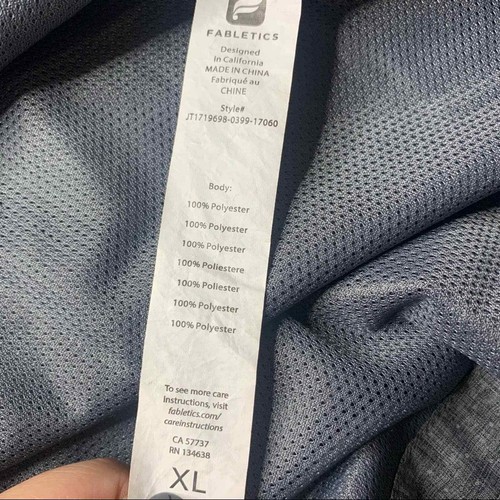 FABLETICS
Designed
In California
MADE IN CHINA
Fabriqué au
CHINE
Style#
JT1719698-0399-17060
Body:
100% Polyester
100% Polyester
100% Polyester
100% Poliestere
100% Poliester
100% Polyester
100% Polyester
To see more care
Instructions, visit
fabletics.com/
careinstructions
CA 57737
RN 134638
XL